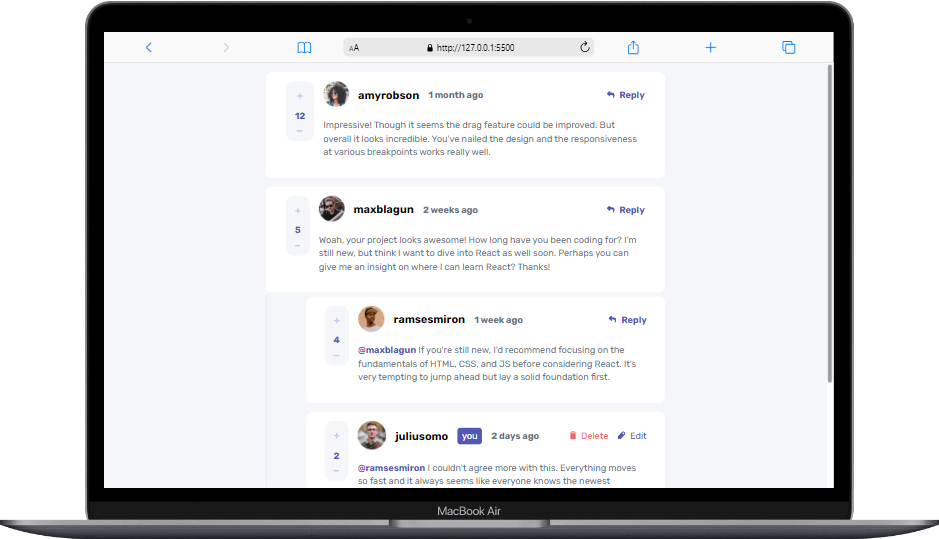 AA
http://127.0.0.1:5500
+
12
–
amyrobson 1 month ago
Reply
Impressive! Though it seems the drag feature could be improved. But
overall it looks incredible. You've nailed the design and the responsiveness
at various breakpoints works really well.
+
5
–
maxblagun 2 weeks ago
Reply
Woah, your project looks awesome! How long have you been coding for? I'm
still new, but think I want to dive into React as well soon. Perhaps you can
give me an insight on where I can learn React? Thanks!
+
4
–
ramsesmiron 1 week ago
Reply
@maxblagun If you're still new, I'd recommend focusing on the
fundamentals of HTML, CSS, and JS before considering React. It's
very tempting to jump ahead but lay a solid foundation first.
+
2
–
juliusomo you 2 days ago
Delete Edit
@ramsesmiron I couldn't agree more with this. Everything moves
so fast and it always seems like everyone knows the newest
MacBook Air